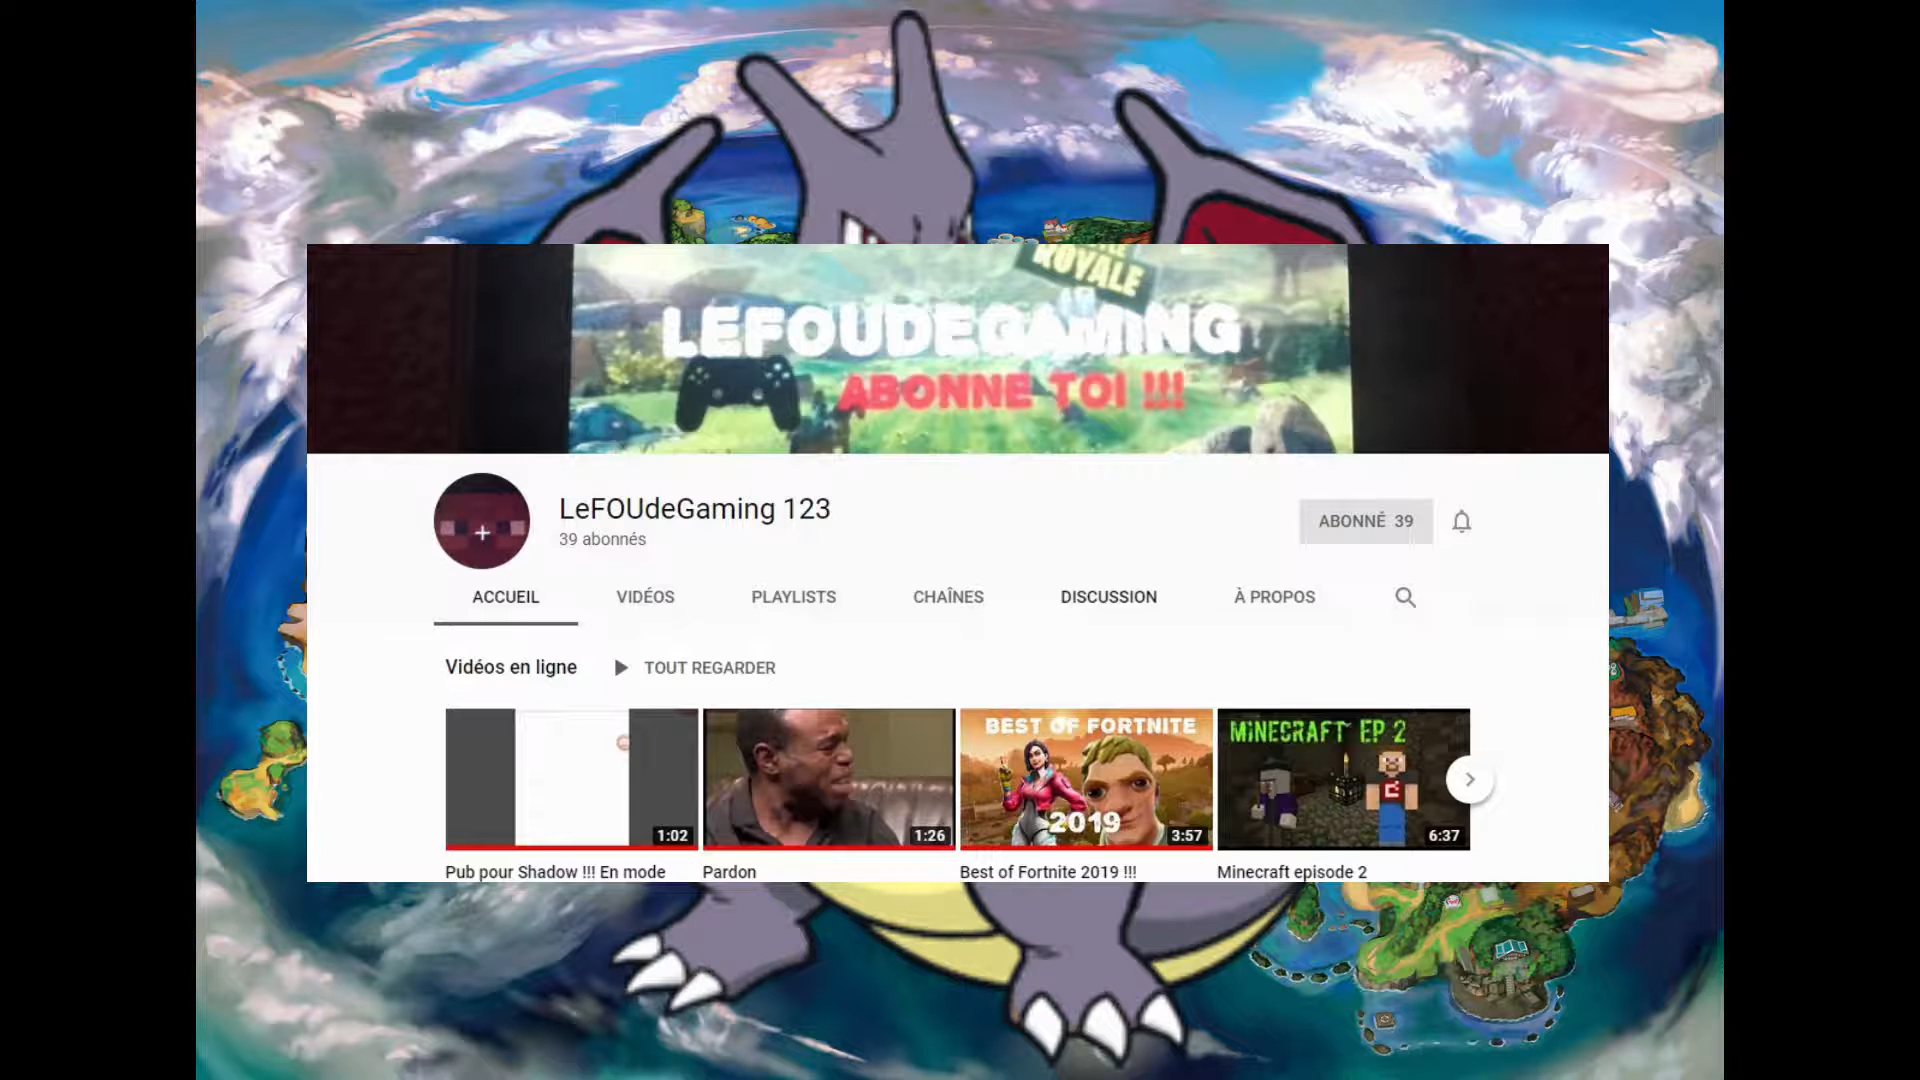 ROYALE
LEFOUDEGAMING
ABONNE TOI !!!
LeFOUdeGaming 123
39 abonnés
ABONNÉ 39
ACCUEIL VIDÉOS PLAYLISTS CHAÎNES DISCUSSION À PROPOS
Vidéos en ligne TOUT REGARDER
BEST OF FORTNITE
2019
MINECRAFT EP 2
1:02 1:26 3:57 6:37
Pub pour Shadow !!! En mode Pardon Best of Fortnite 2019 !!! Minecraft episode 2